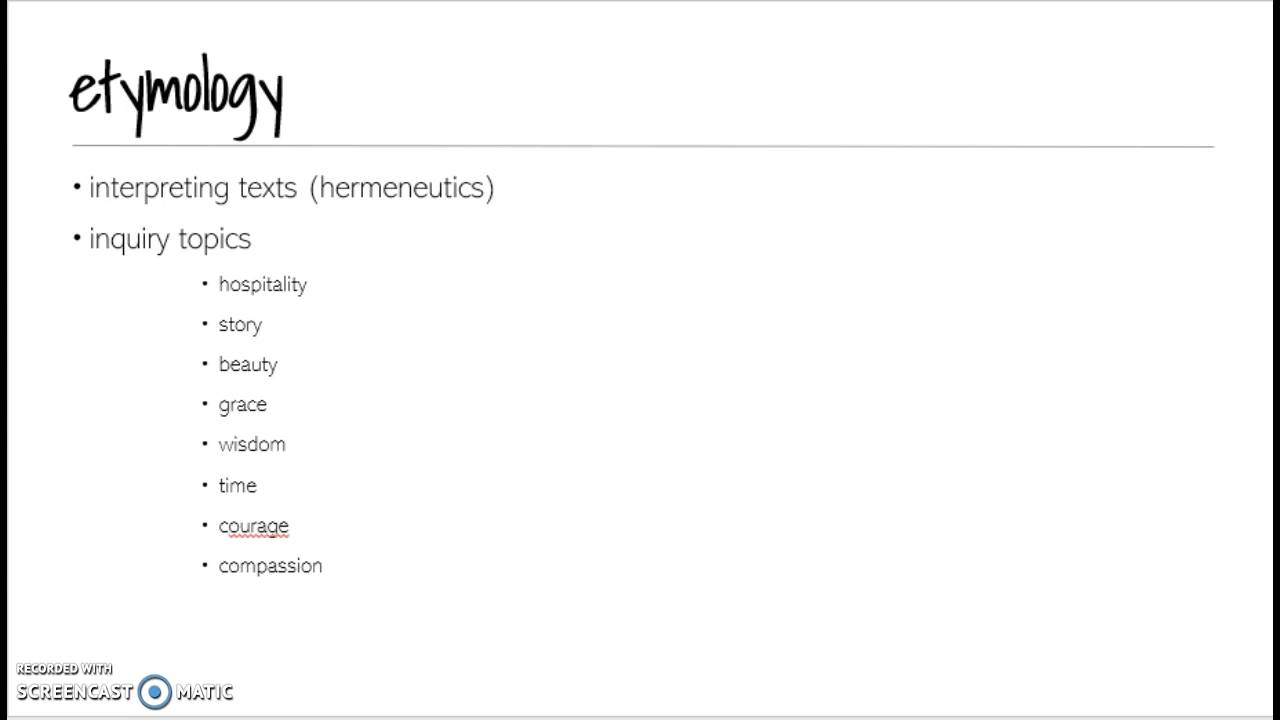 etymology
• interpreting texts (hermeneutics)
• inquiry topics
• hospitality
• story
• beauty
• grace
• wisdom
• time
• courage
• compassion
RECORDED WITH
SCREENCAST MATIC